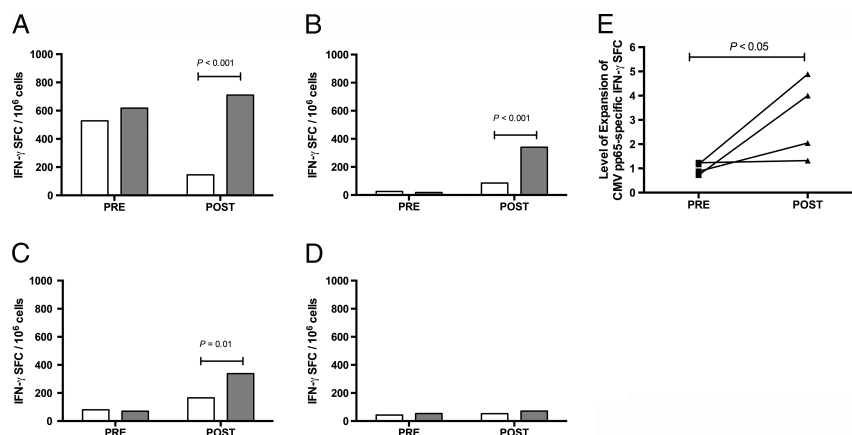 A
IFN-γ SFC / 10⁶ cells
1000
800
600
400
200
0
P < 0.001
PRE POST
B
IFN-γ SFC / 10⁶ cells
1000
800
600
400
200
0
P < 0.001
PRE POST
E
Level of Expansion of
CMV pp65-specific IFN-γ SFC
P < 0.05
6
5
4
3
2
1
0
PRE POST
C
IFN-γ SFC / 10⁶ cells
1000
800
600
400
200
0
P = 0.01
PRE POST
D
IFN-γ SFC / 10⁶ cells
1000
800
600
400
200
0
PRE POST